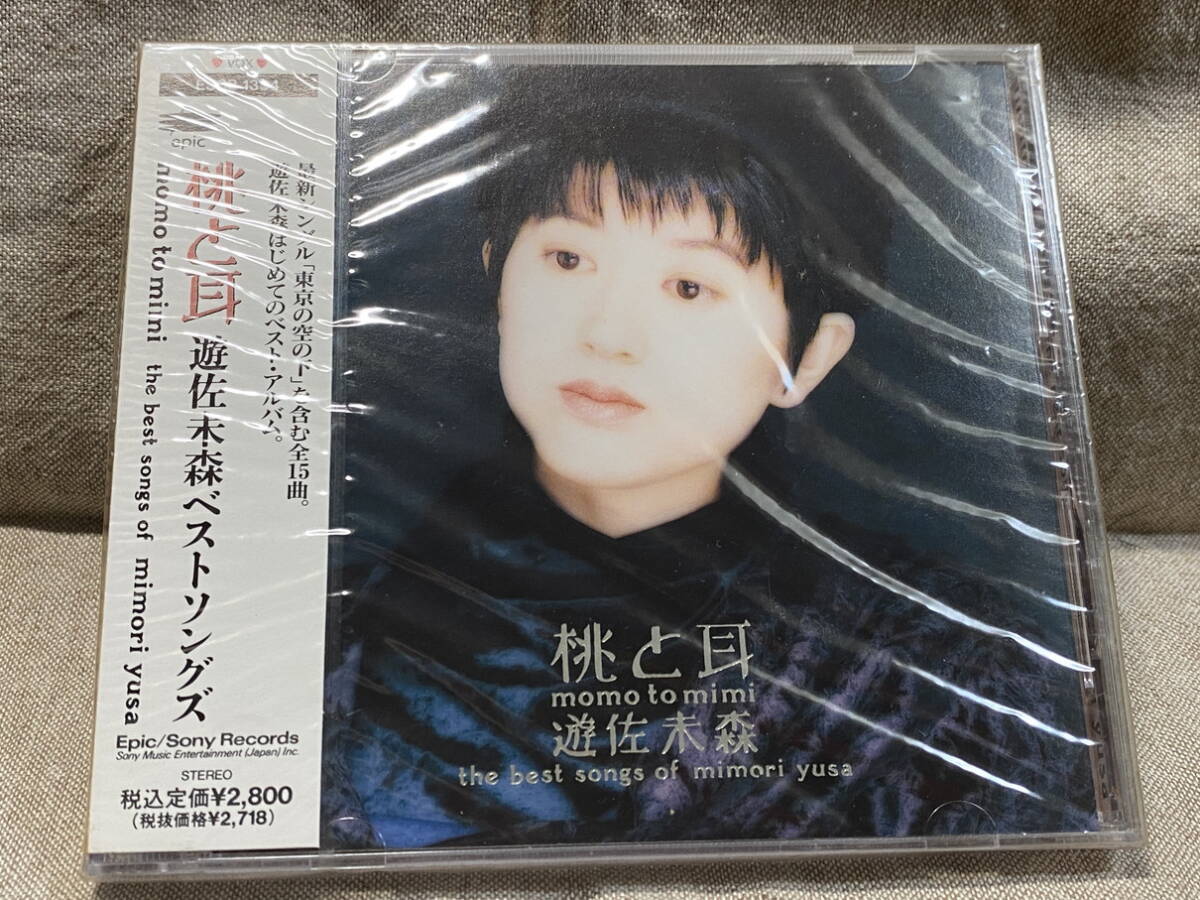 VOX
epic
桃と耳
momo to mimi the best songs of mimori yusa
遊佐未森ベストソングズ
最新シングル「東京の空の下」を含む全15曲。
遊佐未森はじめてのベスト・アルバム。
Epic/Sony Records
Sony Music Entertainment (Japan) Inc.
STEREO
税込定価¥2,800
(税抜価格¥2,718)
桃と耳
momo to mimi
遊佐未森
the best songs of mimori yusa